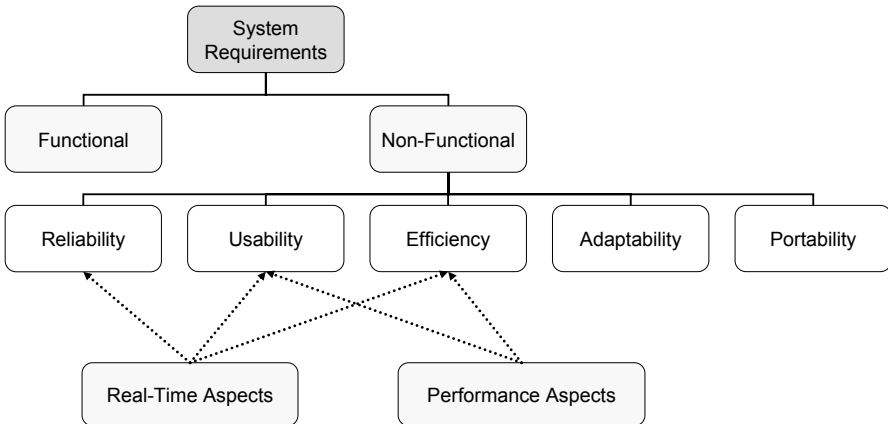 System
Requirements
Functional
Non-Functional
Reliability
Usability
Efficiency
Adaptability
Portability
Real-Time Aspects
Performance Aspects